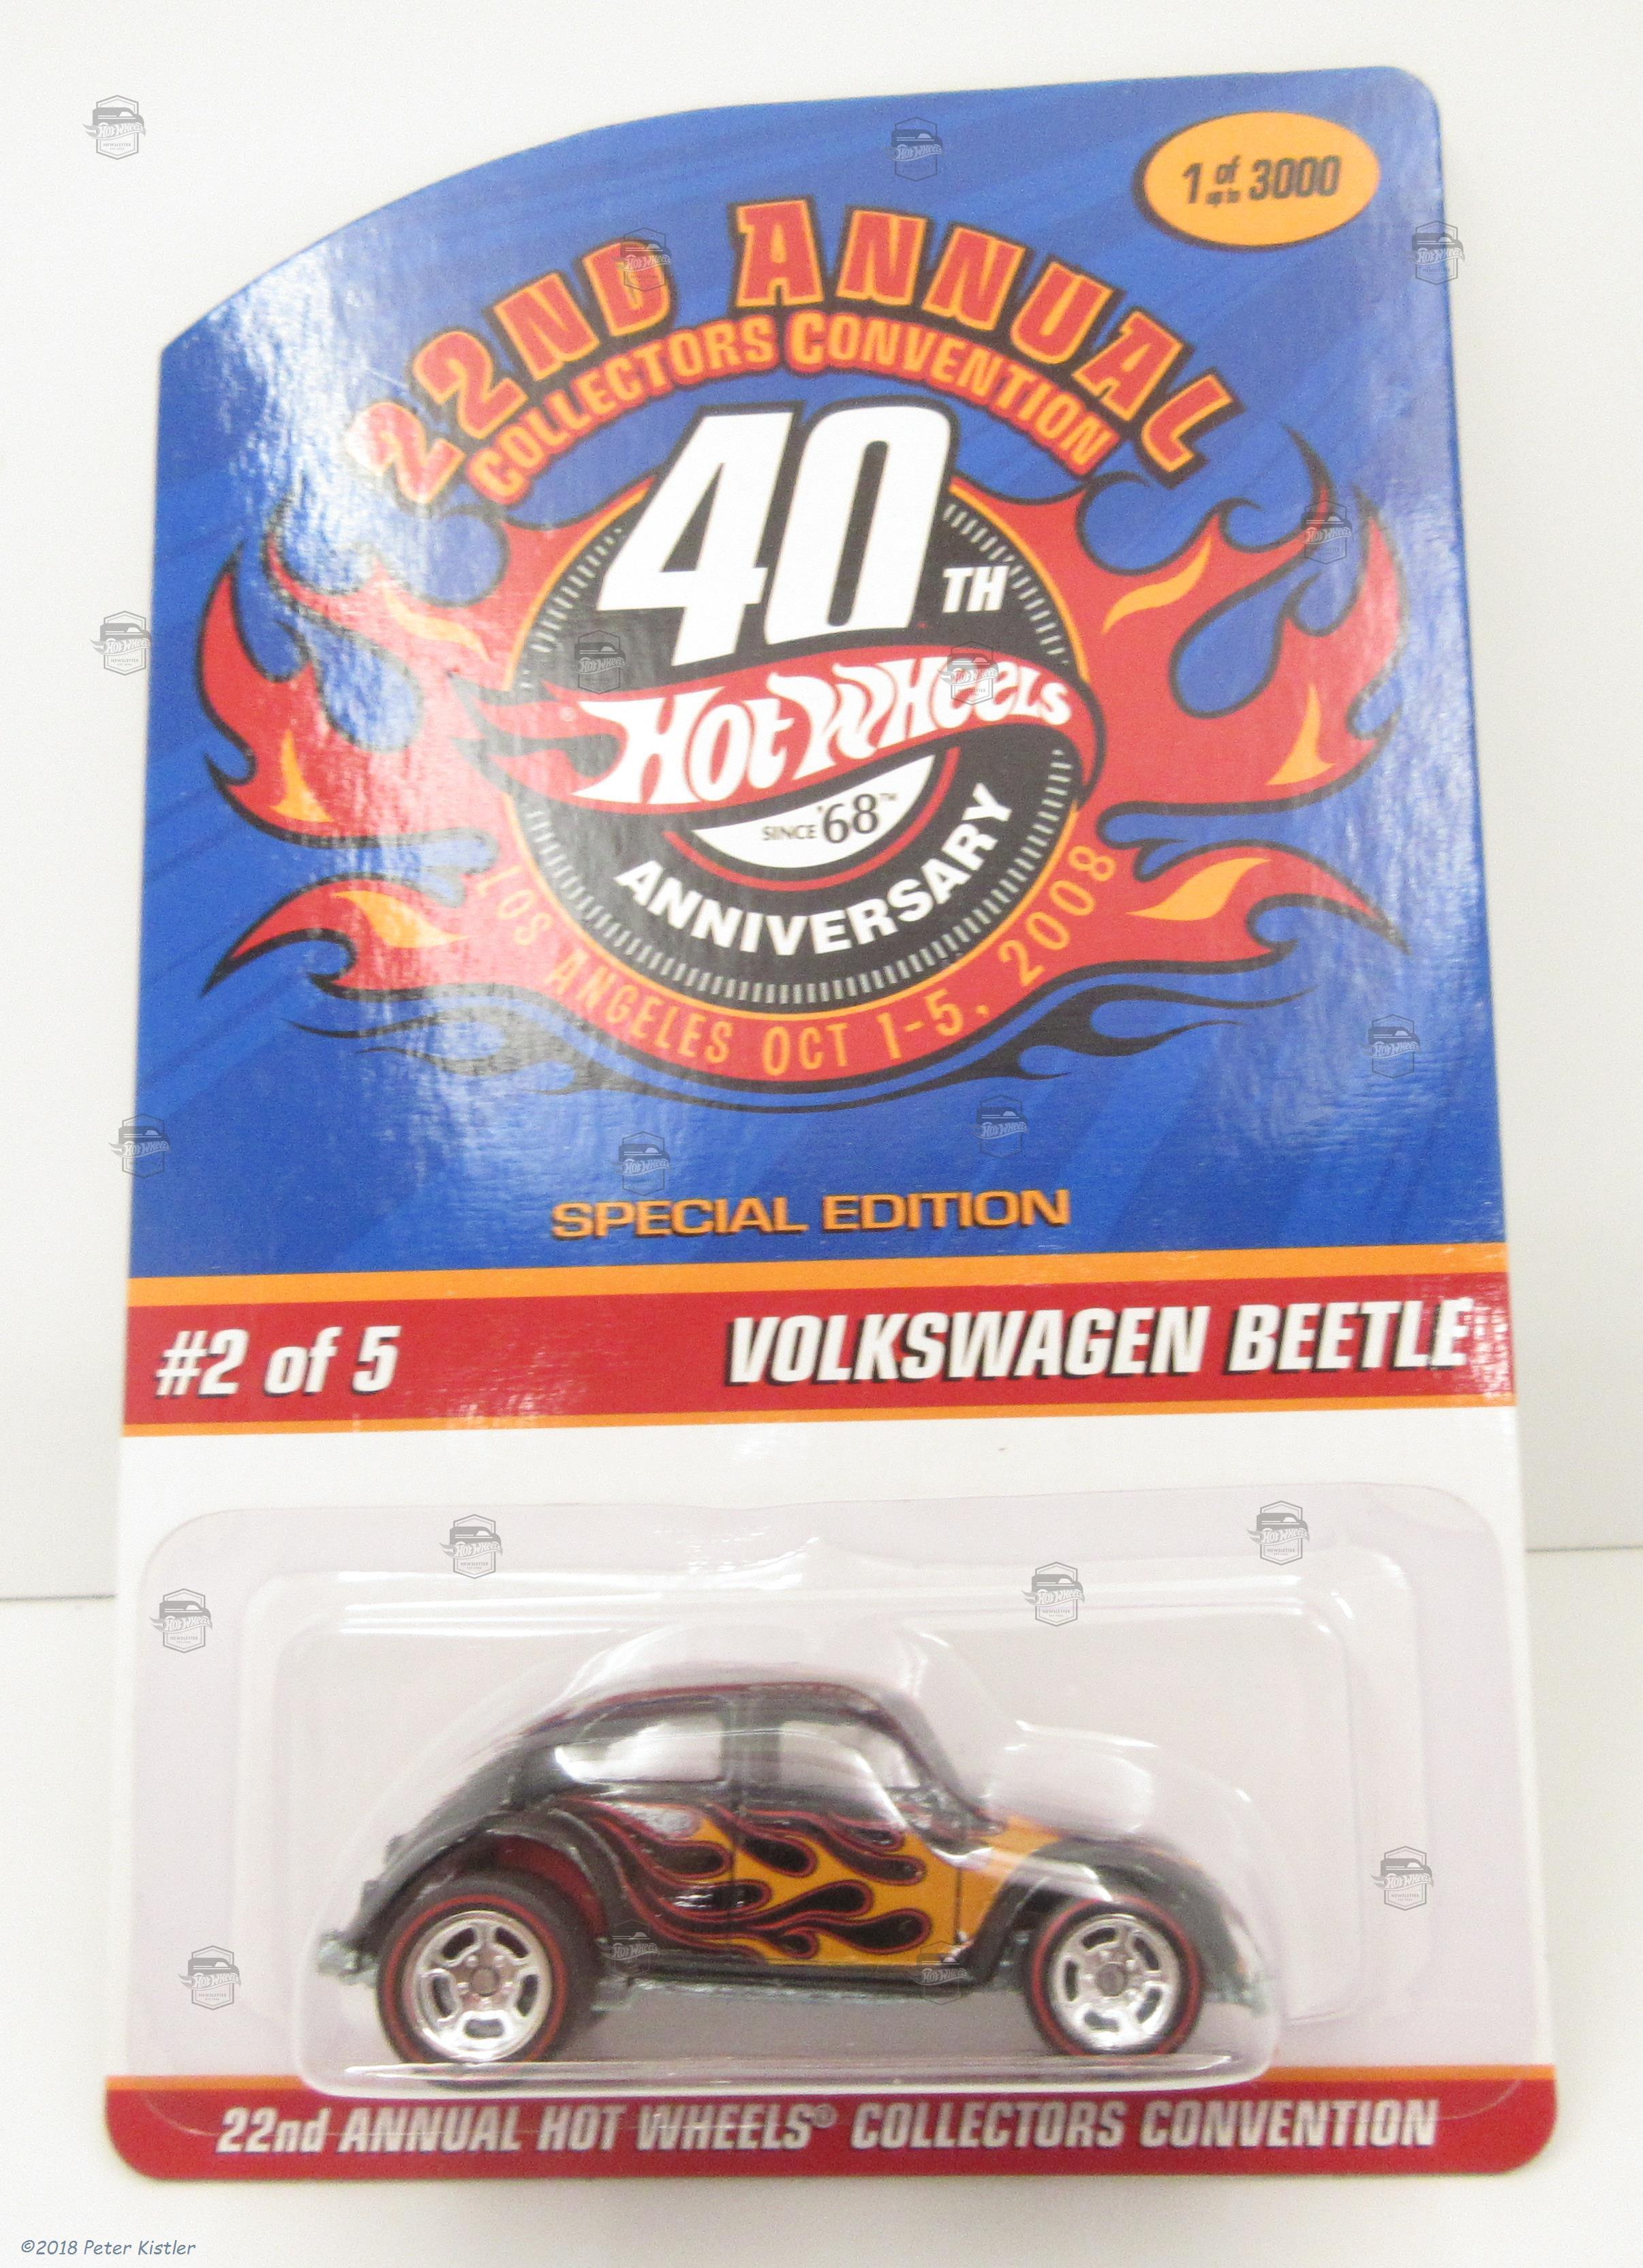 1 of up to 3000
22ND ANNUAL
COLLECTORS CONVENTION
40TH
Hot Wheels
SINCE '68™
ANNIVERSARY
LOS ANGELES OCT 1-5, 2008
SPECIAL EDITION
#2 of 5 VOLKSWAGEN BEETLE
22nd ANNUAL HOT WHEELS® COLLECTORS CONVENTION
©2018 Peter Kistler